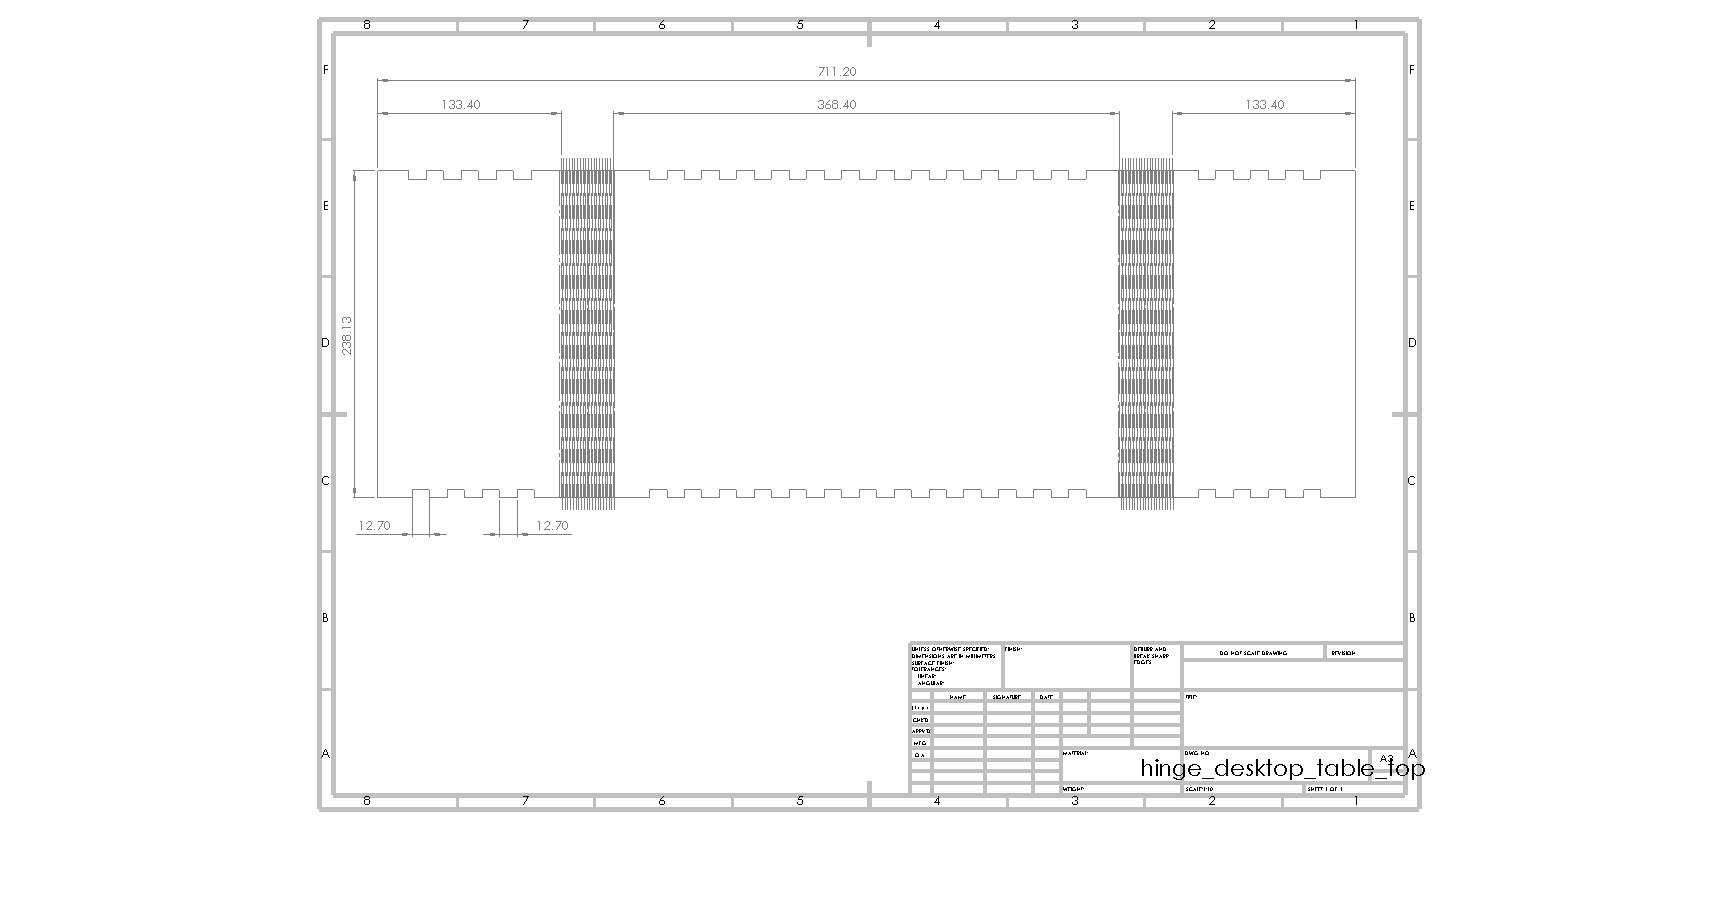 8 7 6 5 4 3 2 1
F F
711.20
133.40 368.40 133.40
E E
238.13
D D
C C
12.70 12.70
B B
UNLESS OTHERWISE SPECIFIED:
DIMENSIONS ARE IN MILLIMETERS
SURFACE FINISH:
TOLERANCES:
LINEAR:
ANGULAR:
FINISH:
DEBURR AND
BREAK SHARP
EDGES
DO NOT SCALE DRAWING
REVISION
NAME SIGNATURE DATE
TITLE:
CHK'D
APPV'D
MFG
Q.A
MATERIAL:
DWG NO.
A A
A3
hinge_desktop_table_top
WEIGHT:
SCALE:1:10
SHEET 1 OF 1
8 7 6 5 4 3 2 1